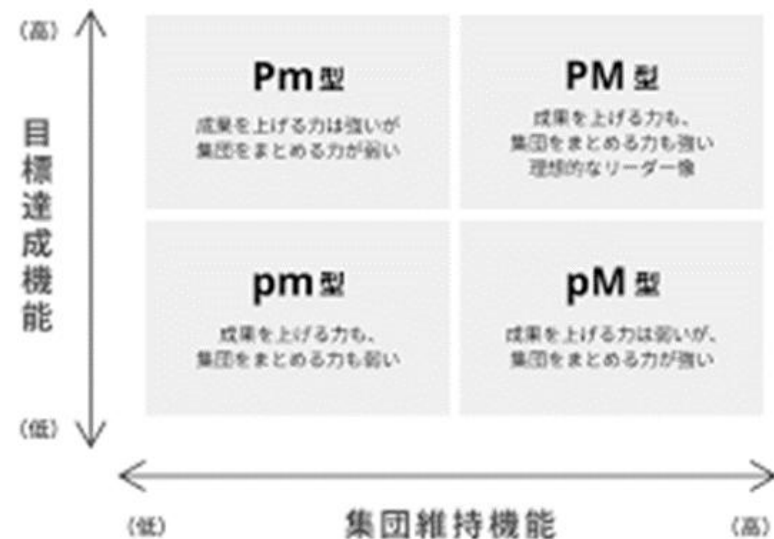 (高)
目標達成機能
(低)
Pm型
成果を上げる力は強いが
集団をまとめる力が弱い
PM型
成果を上げる力も、
集団をまとめる力も強い
理想的なリーダー像
pm型
成果を上げる力も、
集団をまとめる力も弱い
pM型
成果を上げる力は弱いが、
集団をまとめる力が強い
(低)
集団維持機能
(高)